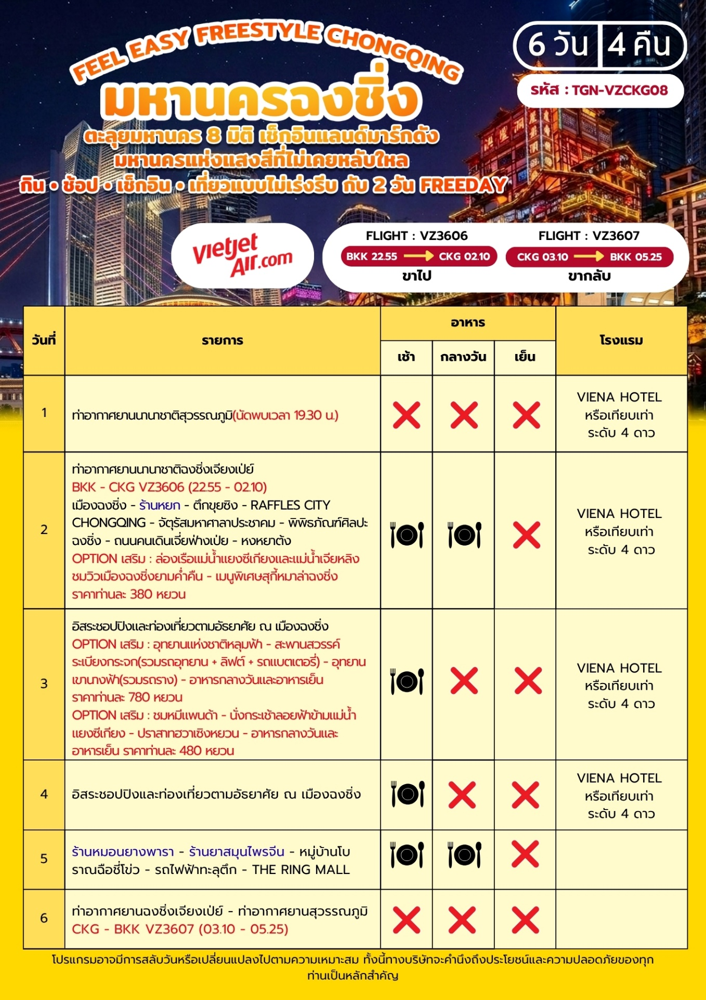 FEEL EASY FREESTYLE CHONGQING
6 วัน 4 คืน
รหัส : TGN-VZCKG08
มหานครฉงชิ่ง
ตะลุยมหานคร 8 มิติ เช็กอินแลนด์มาร์กดัง
มหานครแห่งแสงสีที่ไม่เคยหลับใหล
กิน • ช้อป • เช็กอิน • เที่ยวแบบไม่เร่งรีบ กับ 2 วัน FREEDAY
vietjet
Air.com
FLIGHT : VZ3606
BKK 22.55 CKG 02.10
ขาไป
FLIGHT : VZ3607
CKG 03.10 BKK 05.25
ขากลับ
วันที่ รายการ อาหาร โรงแรม
เช้า กลางวัน เย็น
1
ท่าอากาศยานนานาชาติสุวรรณภูมิ(นัดพบเวลา 19.30 น.)
VIENA HOTEL
หรือเทียบเท่า
ระดับ 4 ดาว
2
ท่าอากาศยานนานาชาติฉงชิ่งเจียงเป่ย์
BKK - CKG VZ3606 (22.55 - 02.10)
เมืองฉงชิ่ง - ร้านหยก - ตึกขุยซิง - RAFFLES CITY
CHONGQING - จัตุรัสมหาศาลาประชาคม - พิพิธภัณฑ์ศิลปะ
ฉงชิ่ง - ถนนคนเดินเจี่ยฟ่างเป่ย - หงหยาต้ง
OPTION เสริม : ล่องเรือแม่น้ำแยงซีเกียงและแม่น้ำเจียหลิง
ชมวิวเมืองฉงชิ่งยามค่ำคืน - เมนูพิเศษสุกี้หมาล่าฉงชิ่ง
ราคาท่านละ 380 หยวน
VIENA HOTEL
หรือเทียบเท่า
ระดับ 4 ดาว
3
อิสระชอปปิงและท่องเที่ยวตามอัธยาศัย ณ เมืองฉงชิ่ง
OPTION เสริม : อุทยานแห่งชาติหลุมฟ้า - สะพานสวรรค์
ระเบียงกระจก(รวมรถอุทยาน + ลิฟต์ + รถแบตเตอรี่) - อุทยาน
เขานางฟ้า(รวมรถราง) - อาหารกลางวันและอาหารเย็น
ราคาท่านละ 780 หยวน
OPTION เสริม : ชมหมีแพนด้า - นั่งกระเช้าลอยฟ้าข้ามแม่น้ำ
แยงซีเกียง - ปราสาทฮวาเซิงหยวน - อาหารกลางวันและ
อาหารเย็น ราคาท่านละ 480 หยวน
VIENA HOTEL
หรือเทียบเท่า
ระดับ 4 ดาว
4
อิสระชอปปิงและท่องเที่ยวตามอัธยาศัย ณ เมืองฉงชิ่ง
VIENA HOTEL
หรือเทียบเท่า
ระดับ 4 ดาว
5
ร้านหมอนยางพารา - ร้านยาสมุนไพรจีน - หมู่บ้านโบ
ราณฉือชี่โข่ว - รถไฟฟ้าทะลุตึก - THE RING MALL
6
ท่าอากาศยานฉงชิ่งเจียงเป่ย์ - ท่าอากาศยานสุวรรณภูมิ
CKG - BKK VZ3607 (03.10 - 05.25)
โปรแกรมอาจมีการสลับวันหรือเปลี่ยนแปลงไปตามความเหมาะสม ทั้งนี้ทางบริษัทจะคำนึงถึงประโยชน์และความปลอดภัยของทุก
ท่านเป็นหลักสำคัญ